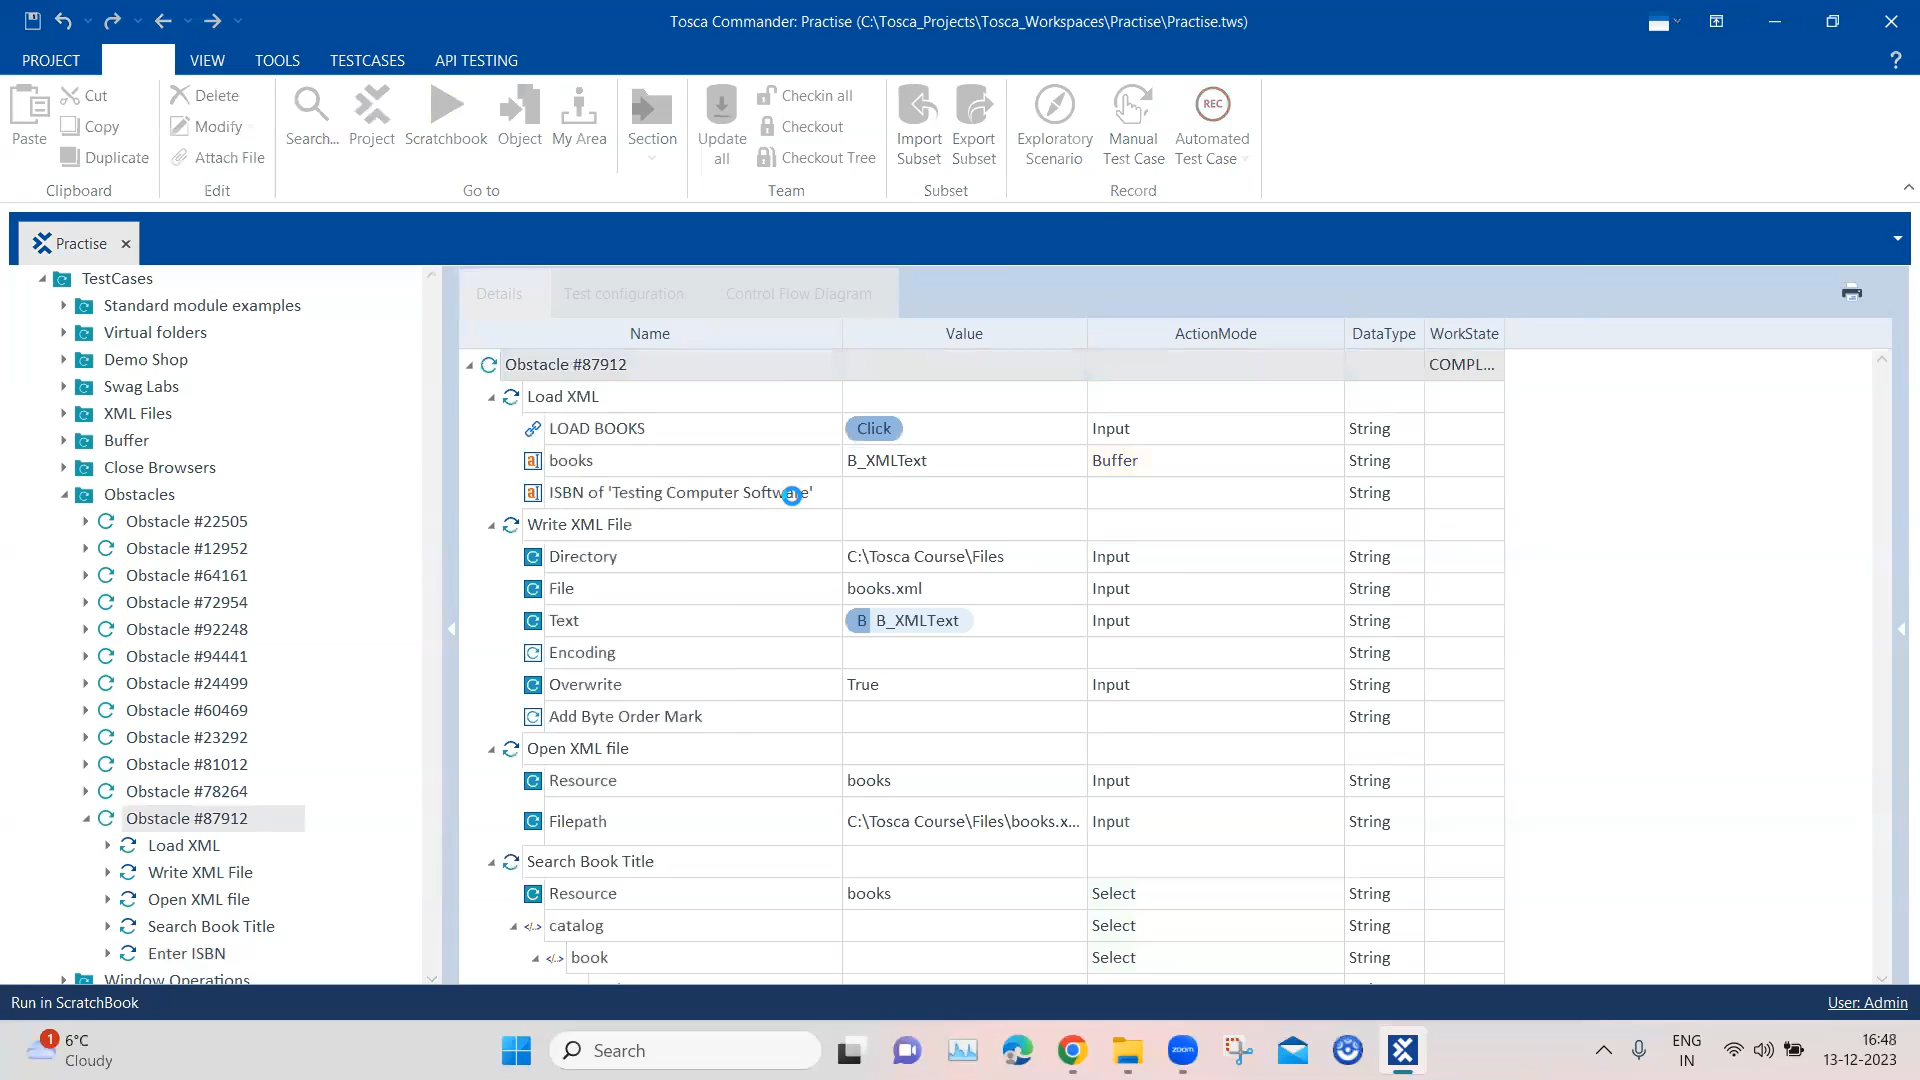 Tosca Commander: Practise (C:\Tosca_Projects\Tosca_Workspaces\Practise\Practise.tws)
PROJECT VIEW TOOLS TESTCASES API TESTING ?
Paste Cut Copy Duplicate
Clipboard
Delete Modify Attach File
Edit
Search... Project Scratchbook Object My Area Section
Go to
Update all Checkin all Checkout Checkout Tree
Team
Import Subset Export Subset
Subset
Exploratory Scenario Manual Test Case REC Automated Test Case
Record
Practise
TestCases
Standard module examples
Virtual folders
Demo Shop
Swag Labs
XML Files
Buffer
Close Browsers
Obstacles
Obstacle #22505
Obstacle #12952
Obstacle #64161
Obstacle #72954
Obstacle #92248
Obstacle #94441
Obstacle #24499
Obstacle #60469
Obstacle #23292
Obstacle #81012
Obstacle #78264
Obstacle #87912
Load XML
Write XML File
Open XML file
Search Book Title
Enter ISBN
Window Operations
Details Test configuration Control Flow Diagram
Name Value ActionMode DataType WorkState
Obstacle #87912 COMPL...
Load XML
LOAD BOOKS Click Input String
books B_XMLText Buffer String
ISBN of 'Testing Computer Software' String
Write XML File
Directory C:\Tosca Course\Files Input String
File books.xml Input String
Text B B_XMLText Input String
Encoding String
Overwrite True Input String
Add Byte Order Mark String
Open XML file
Resource books Input String
Filepath C:\Tosca Course\Files\books.x... Input String
Search Book Title
Resource books Select String
catalog Select String
book Select String
Run in ScratchBook User: Admin
1 6°C
Cloudy
Search
zoom
ENG
IN
16:48
13-12-2023